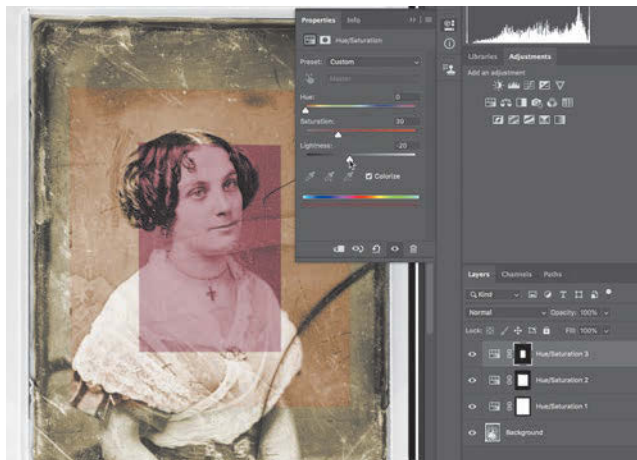 Properties Info
Hue/Saturation
Preset: Custom
Master
Hue: 0
Saturation: 30
Lightness: -20
Colorize
Libraries Adjustments
Add an adjustment
Layers Channels Paths
Kind
Normal Opacity: 100%
Lock: Fill: 100%
Hue/Saturation 3
Hue/Saturation 2
Hue/Saturation 1
Background